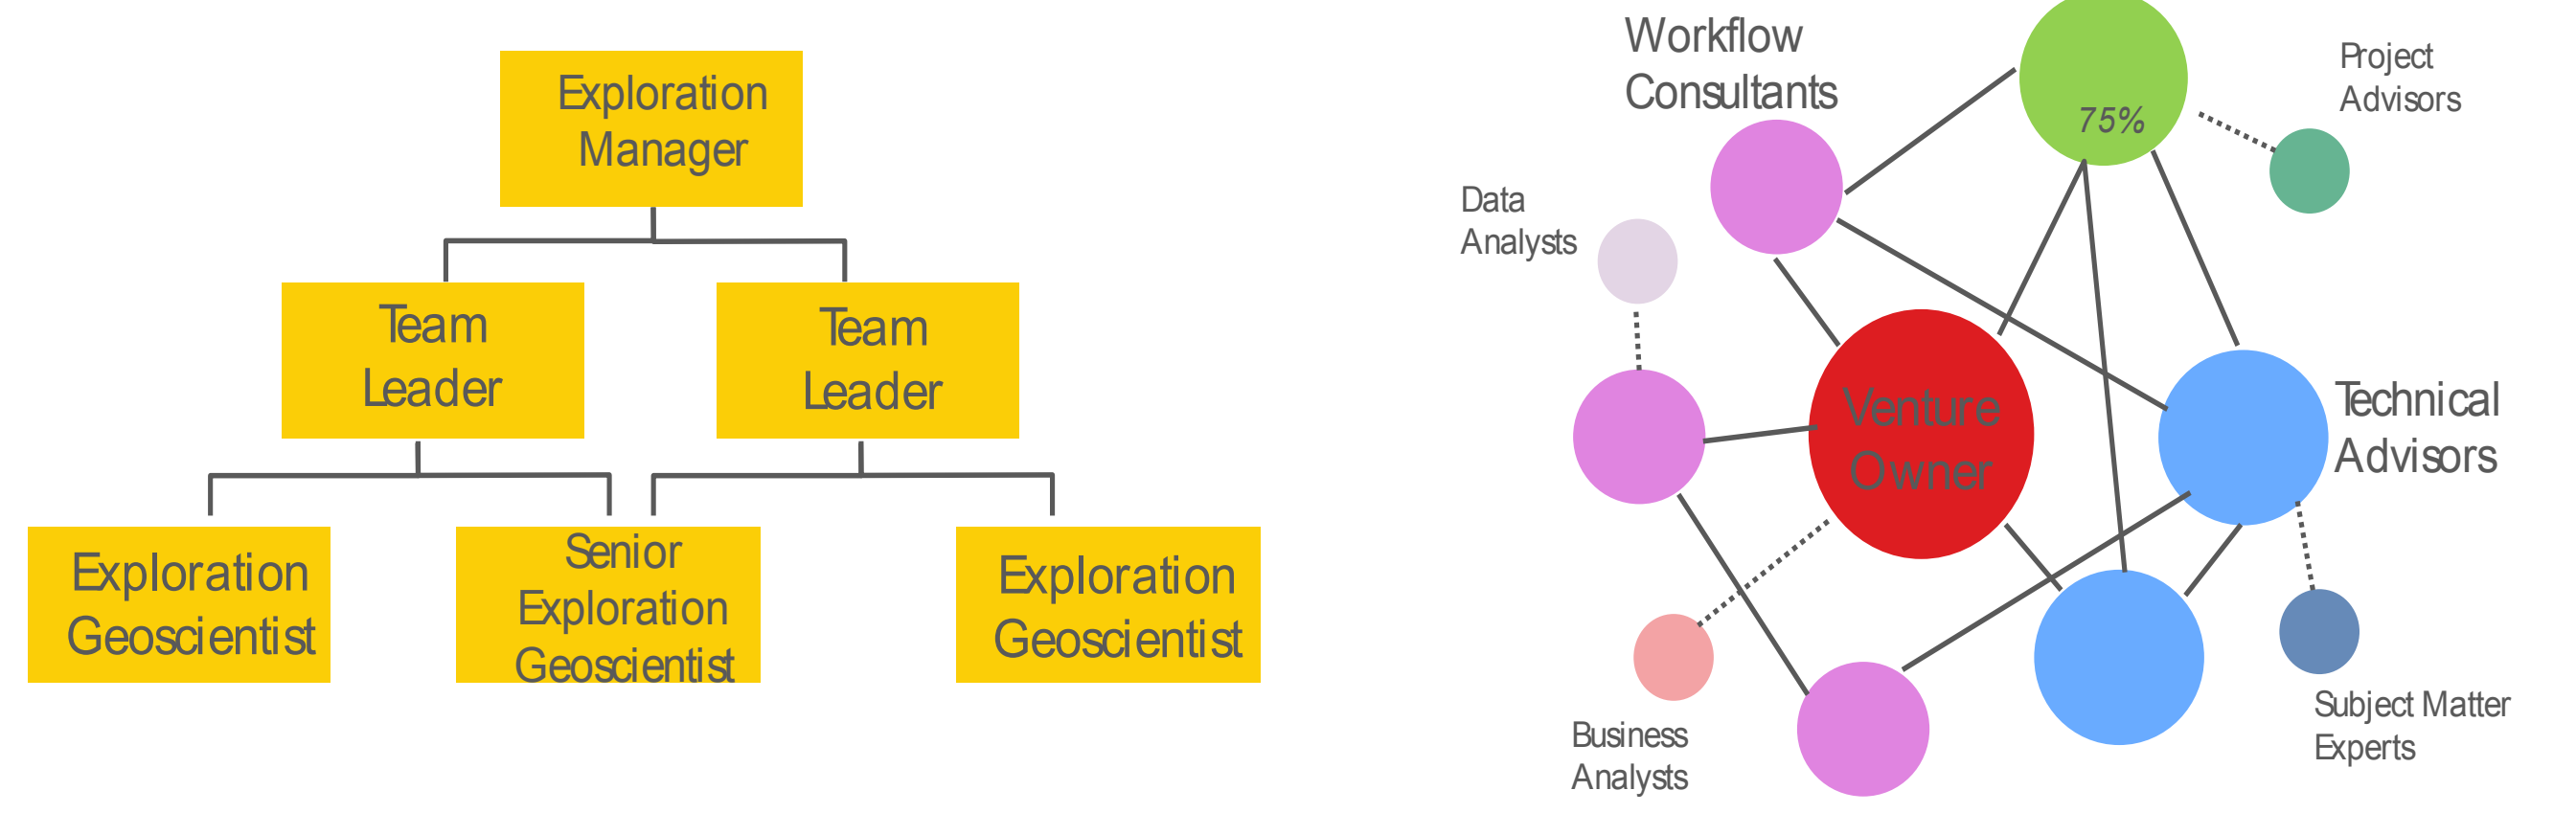 Exploration
Manager
Team
Leader
Team
Leader
Exploration
Geoscientist
Senior
Exploration
Geoscientist
Exploration
Geoscientist
Workflow
Consultants
75%
Project
Advisors
Data
Analysts
Venture
Owner
Technical
Advisors
Business
Analysts
Subject Matter
Experts